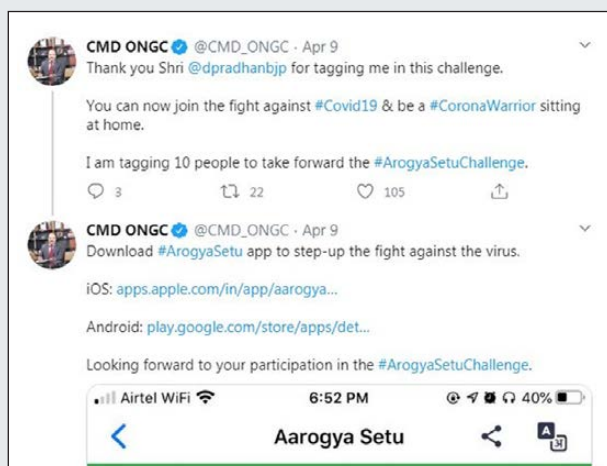 CMD ONGC @CMD_ONGC · Apr 9
Thank you Shri @dpradhanbjp for tagging me in this challenge.
You can now join the fight against #Covid19 & be a #CoronaWarrior sitting
at home.
I am tagging 10 people to take forward the #ArogyaSetuChallenge.
3 22 105
CMD ONGC @CMD_ONGC · Apr 9
Download #ArogyaSetu app to step-up the fight against the virus.
iOS: apps.apple.com/in/app/aarogya...
Android: play.google.com/store/apps/det...
Looking forward to your participation in the #ArogyaSetuChallenge.
Airtel WiFi 6:52 PM 40%
Aarogya Setu A अ